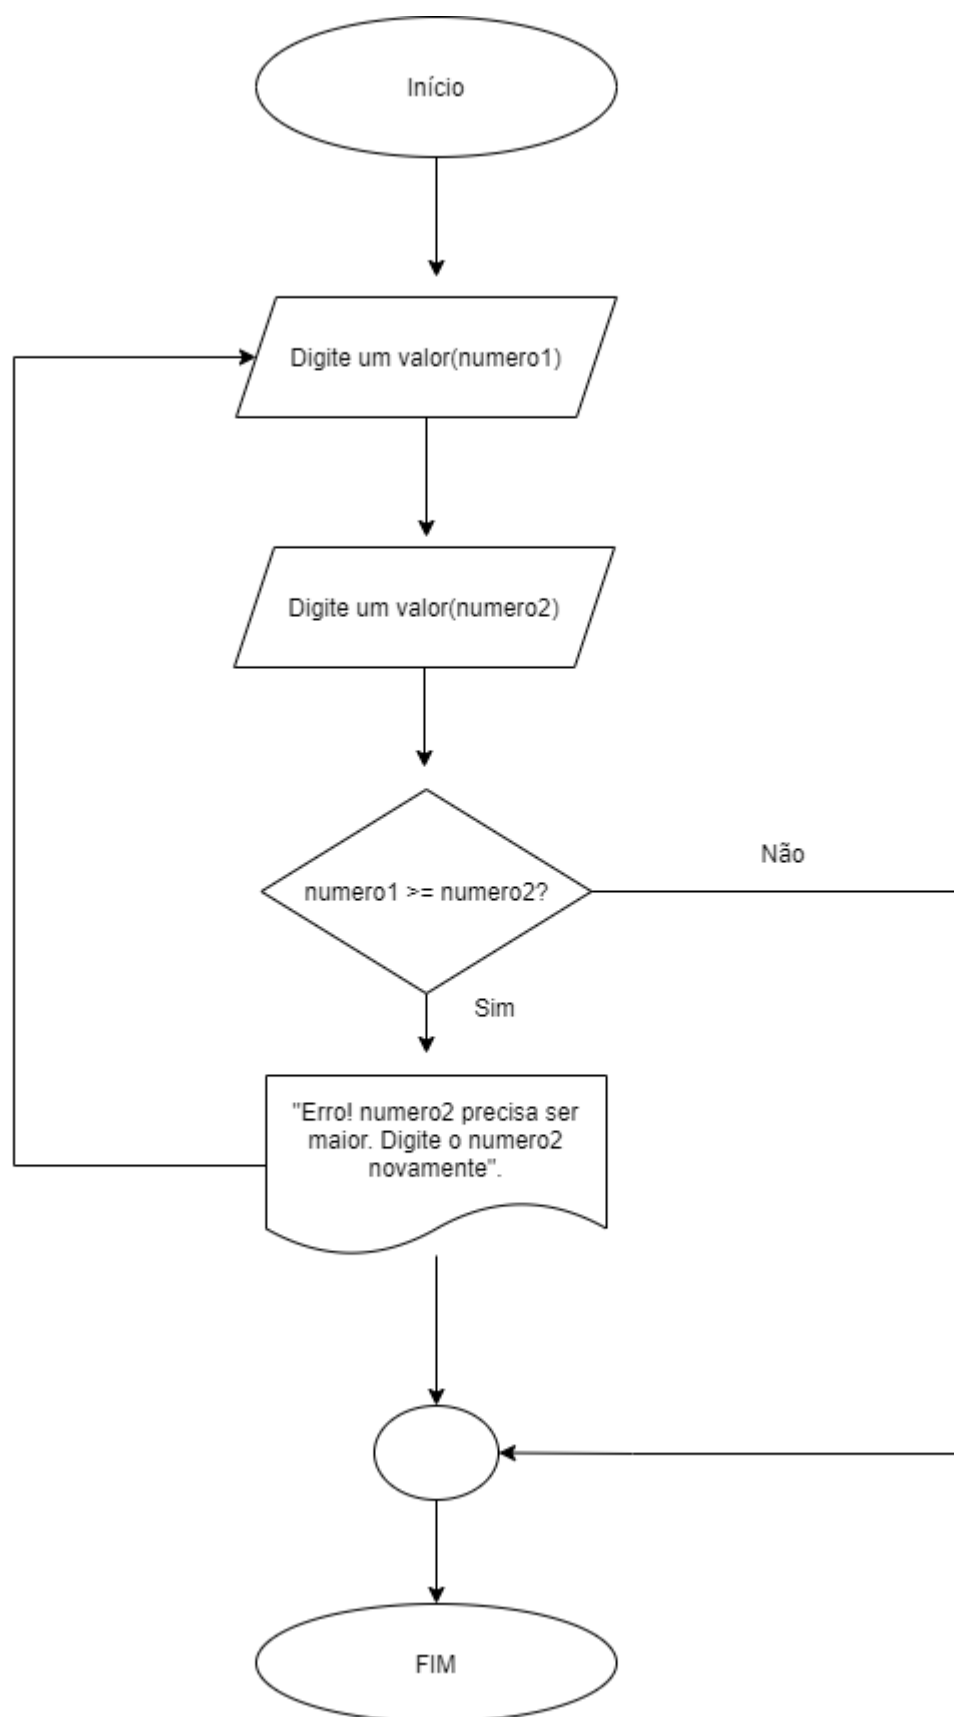 Início
Digite um valor(numero1)
Digite um valor(numero2)
numero1 >= numero2?
Não
Sim
"Erro! numero2 precisa ser
maior. Digite o numero2
novamente".
FIM